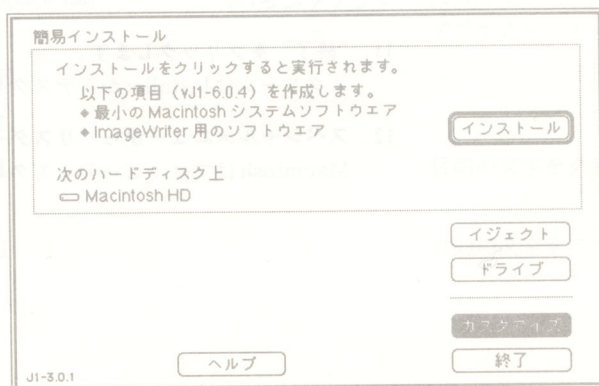 簡易インストール
インストールをクリックすると実行されます。
以下の項目（vJ1-6.0.4）を作成します。
◆最小の Macintosh システムソフトウエア
◆ImageWriter 用のソフトウエア
インストール
次のハードディスク上
Macintosh HD
イジェクト
ドライブ
カスタマイズ
ヘルプ
終了
J1-3.0.1